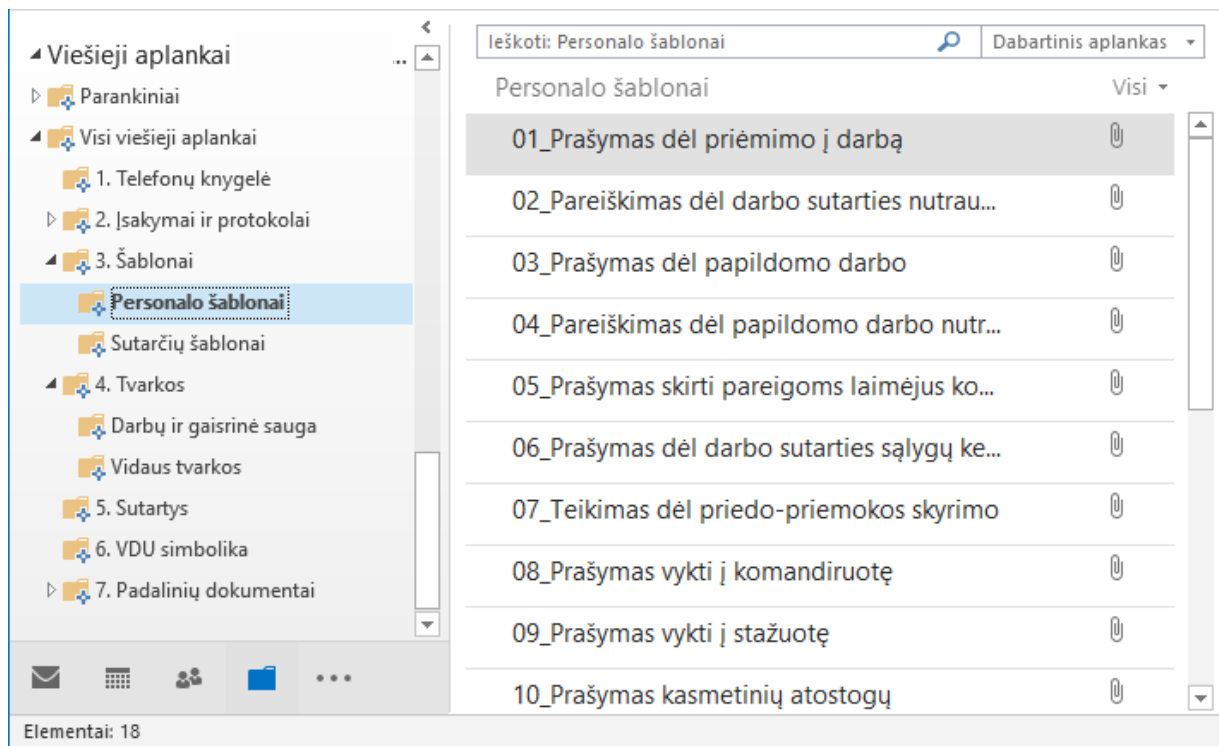 Viešieji aplankai ...
Parankiniai
Visi viešieji aplankai
1. Telefonų knygelė
2. Įsakymai ir protokolai
3. Šablonai
Personalo šablonai
Sutarčių šablonai
4. Tvarkos
Darbų ir gaisrinė sauga
Vidaus tvarkos
5. Sutartys
6. VDU simbolika
7. Padalinių dokumentai
Elementai: 18
Ieškoti: Personalo šablonai Dabartinis aplankas
Personalo šablonai Visi
01_Prašymas dėl priėmimo į darbą
02_Pareiškimas dėl darbo sutarties nutrau...
03_Prašymas dėl papildomo darbo
04_Pareiškimas dėl papildomo darbo nutr...
05_Prašymas skirti pareigoms laimėjus ko...
06_Prašymas dėl darbo sutarties sąlygų ke...
07_Teikimas dėl priedo-priemokos skyrimo
08_Prašymas vykti į komandiruotę
09_Prašymas vykti į stažuotę
10_Prašymas kasmetinių atostogų